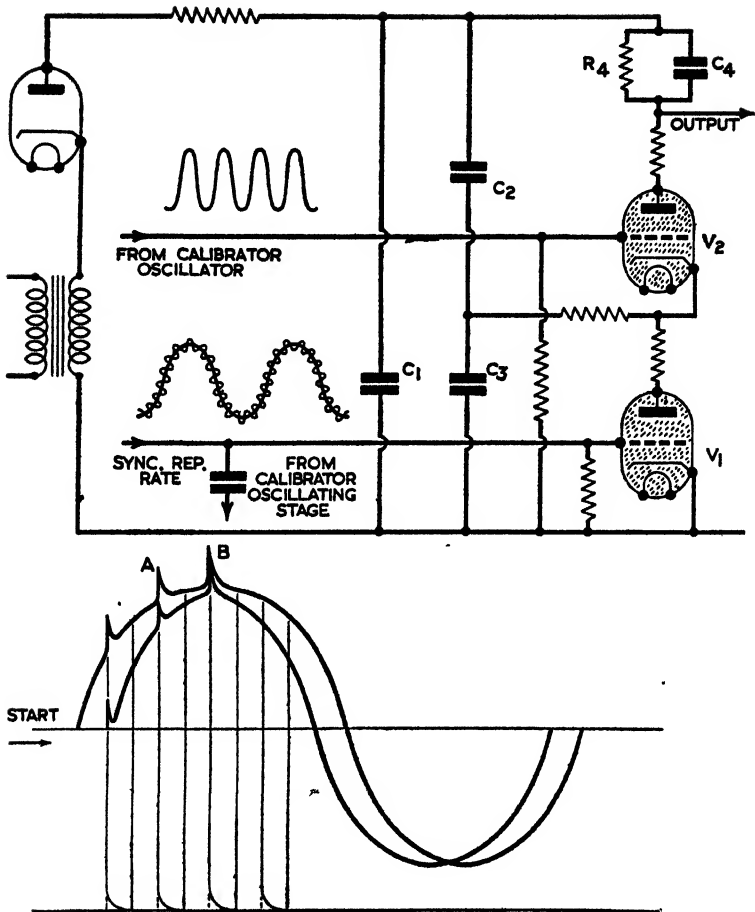 R4
C4
OUTPUT
C2
FROM CALIBRATOR
OSCILLATOR
V2
C1
C3
SYNC. REP.
RATE
FROM
CALIBRATOR
OSCILLATING
STAGE
V1
A
B
START